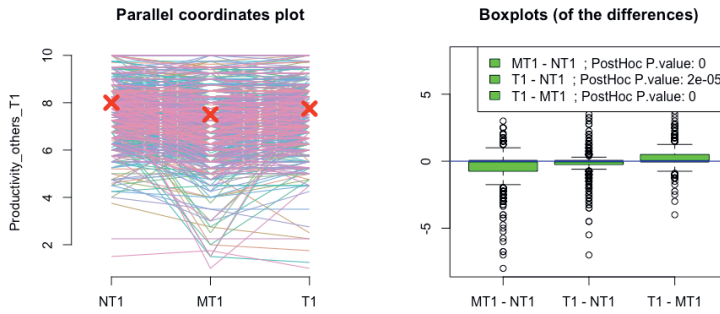 Parallel coordinates plot
Productivity_others_T1
10
8
6
4
2
NT1 MT1 T1
Boxplots (of the differences)
MT1 - NT1 ; PostHoc P.value: 0
T1 - NT1 ; PostHoc P.value: 2e-05
T1 - MT1 ; PostHoc P.value: 0
5
0
-5
MT1 - NT1 T1 - NT1 T1 - MT1